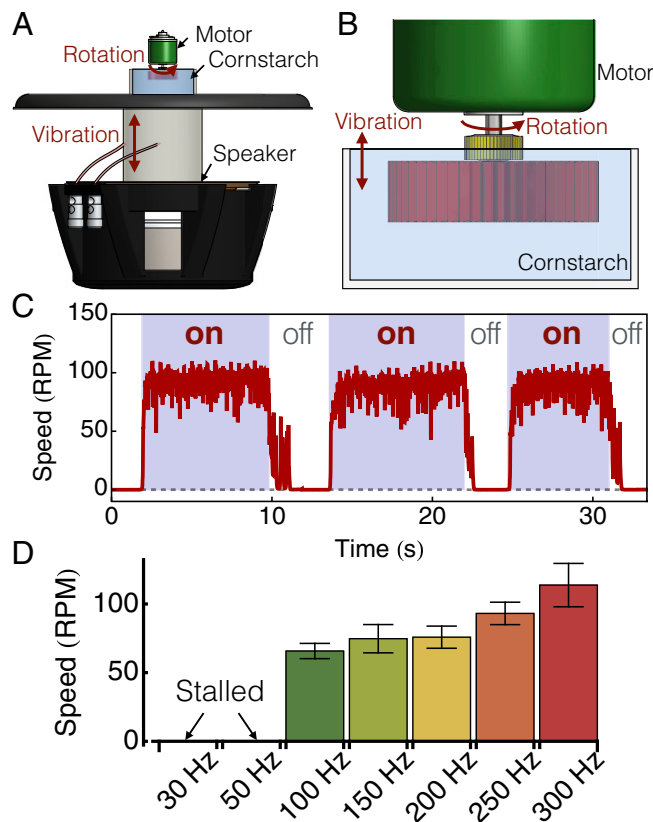 A
Motor
Rotation
Cornstarch
Vibration
Speaker
B
Motor
Vibration
Rotation
Cornstarch
C
150
100
50
0
Speed (RPM)
on
off
on
off
on
off
0
10
20
30
Time (s)
D
100
50
0
Speed (RPM)
Stalled
30 Hz
50 Hz
100 Hz
150 Hz
200 Hz
250 Hz
300 Hz